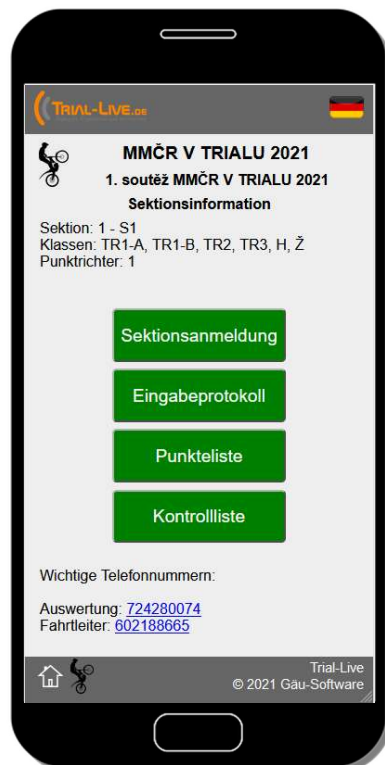 TRIAL-LIVE.DE
MMČR V TRIALU 2021
1. soutěž MMČR V TRIALU 2021
Sektionsinformation
Sektion: 1 - S1
Klassen: TR1-A, TR1-B, TR2, TR3, H, Ž
Punktrichter: 1
Sektionsanmeldung
Eingabeprotokoll
Punkteliste
Kontrollliste
Wichtige Telefonnummern:
Auswertung: 724280074
Fahrtleiter: 602188665
Trial-Live
© 2021 Gäu-Software